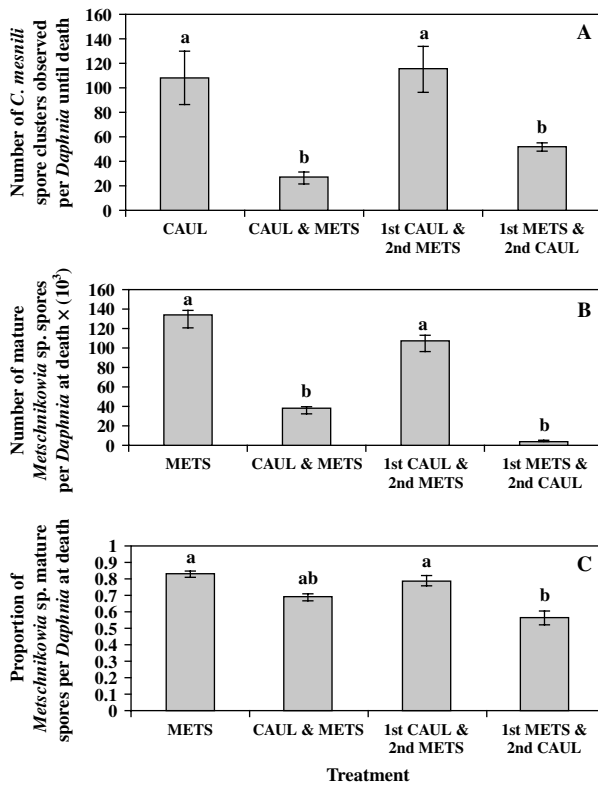 Number of C. mesnili
spore clusters observed
per Daphnia until death
160
140
120
100
80
60
40
20
0
A
a
b
a
b
CAUL
CAUL & METS
1st CAUL &
2nd METS
1st METS &
2nd CAUL
Number of mature
Metschnikowia sp. spores
per Daphnia at death × (10³)
160
140
120
100
80
60
40
20
0
B
a
b
a
b
METS
CAUL & METS
1st CAUL &
2nd METS
1st METS &
2nd CAUL
Proportion of
Metschnikowia sp. mature
spores per Daphnia at death
1
0.9
0.8
0.7
0.6
0.5
0.4
0.3
0.2
0.1
0
C
a
ab
a
b
METS
CAUL & METS
1st CAUL &
2nd METS
1st METS &
2nd CAUL
Treatment